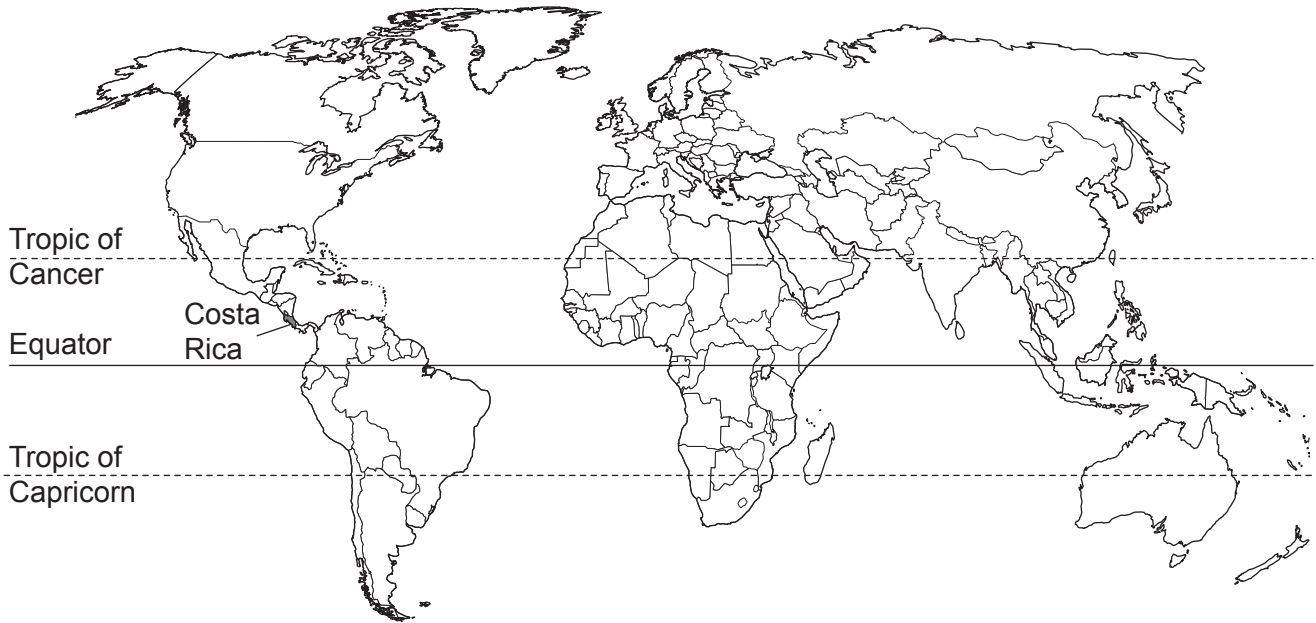 Tropic of
Cancer
Costa
Rica
Equator
Tropic of
Capricorn